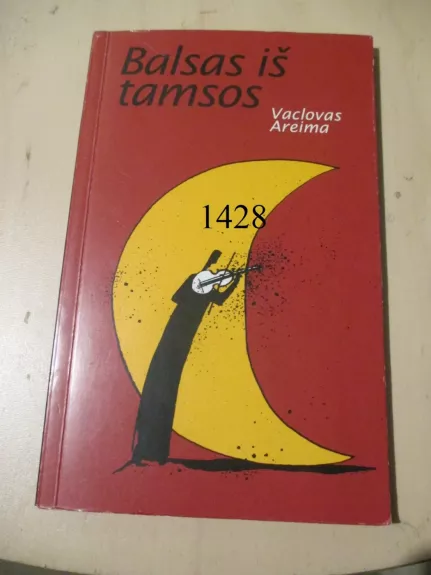 Balsas iš
tamsos
Vaclovas
Areima
1428